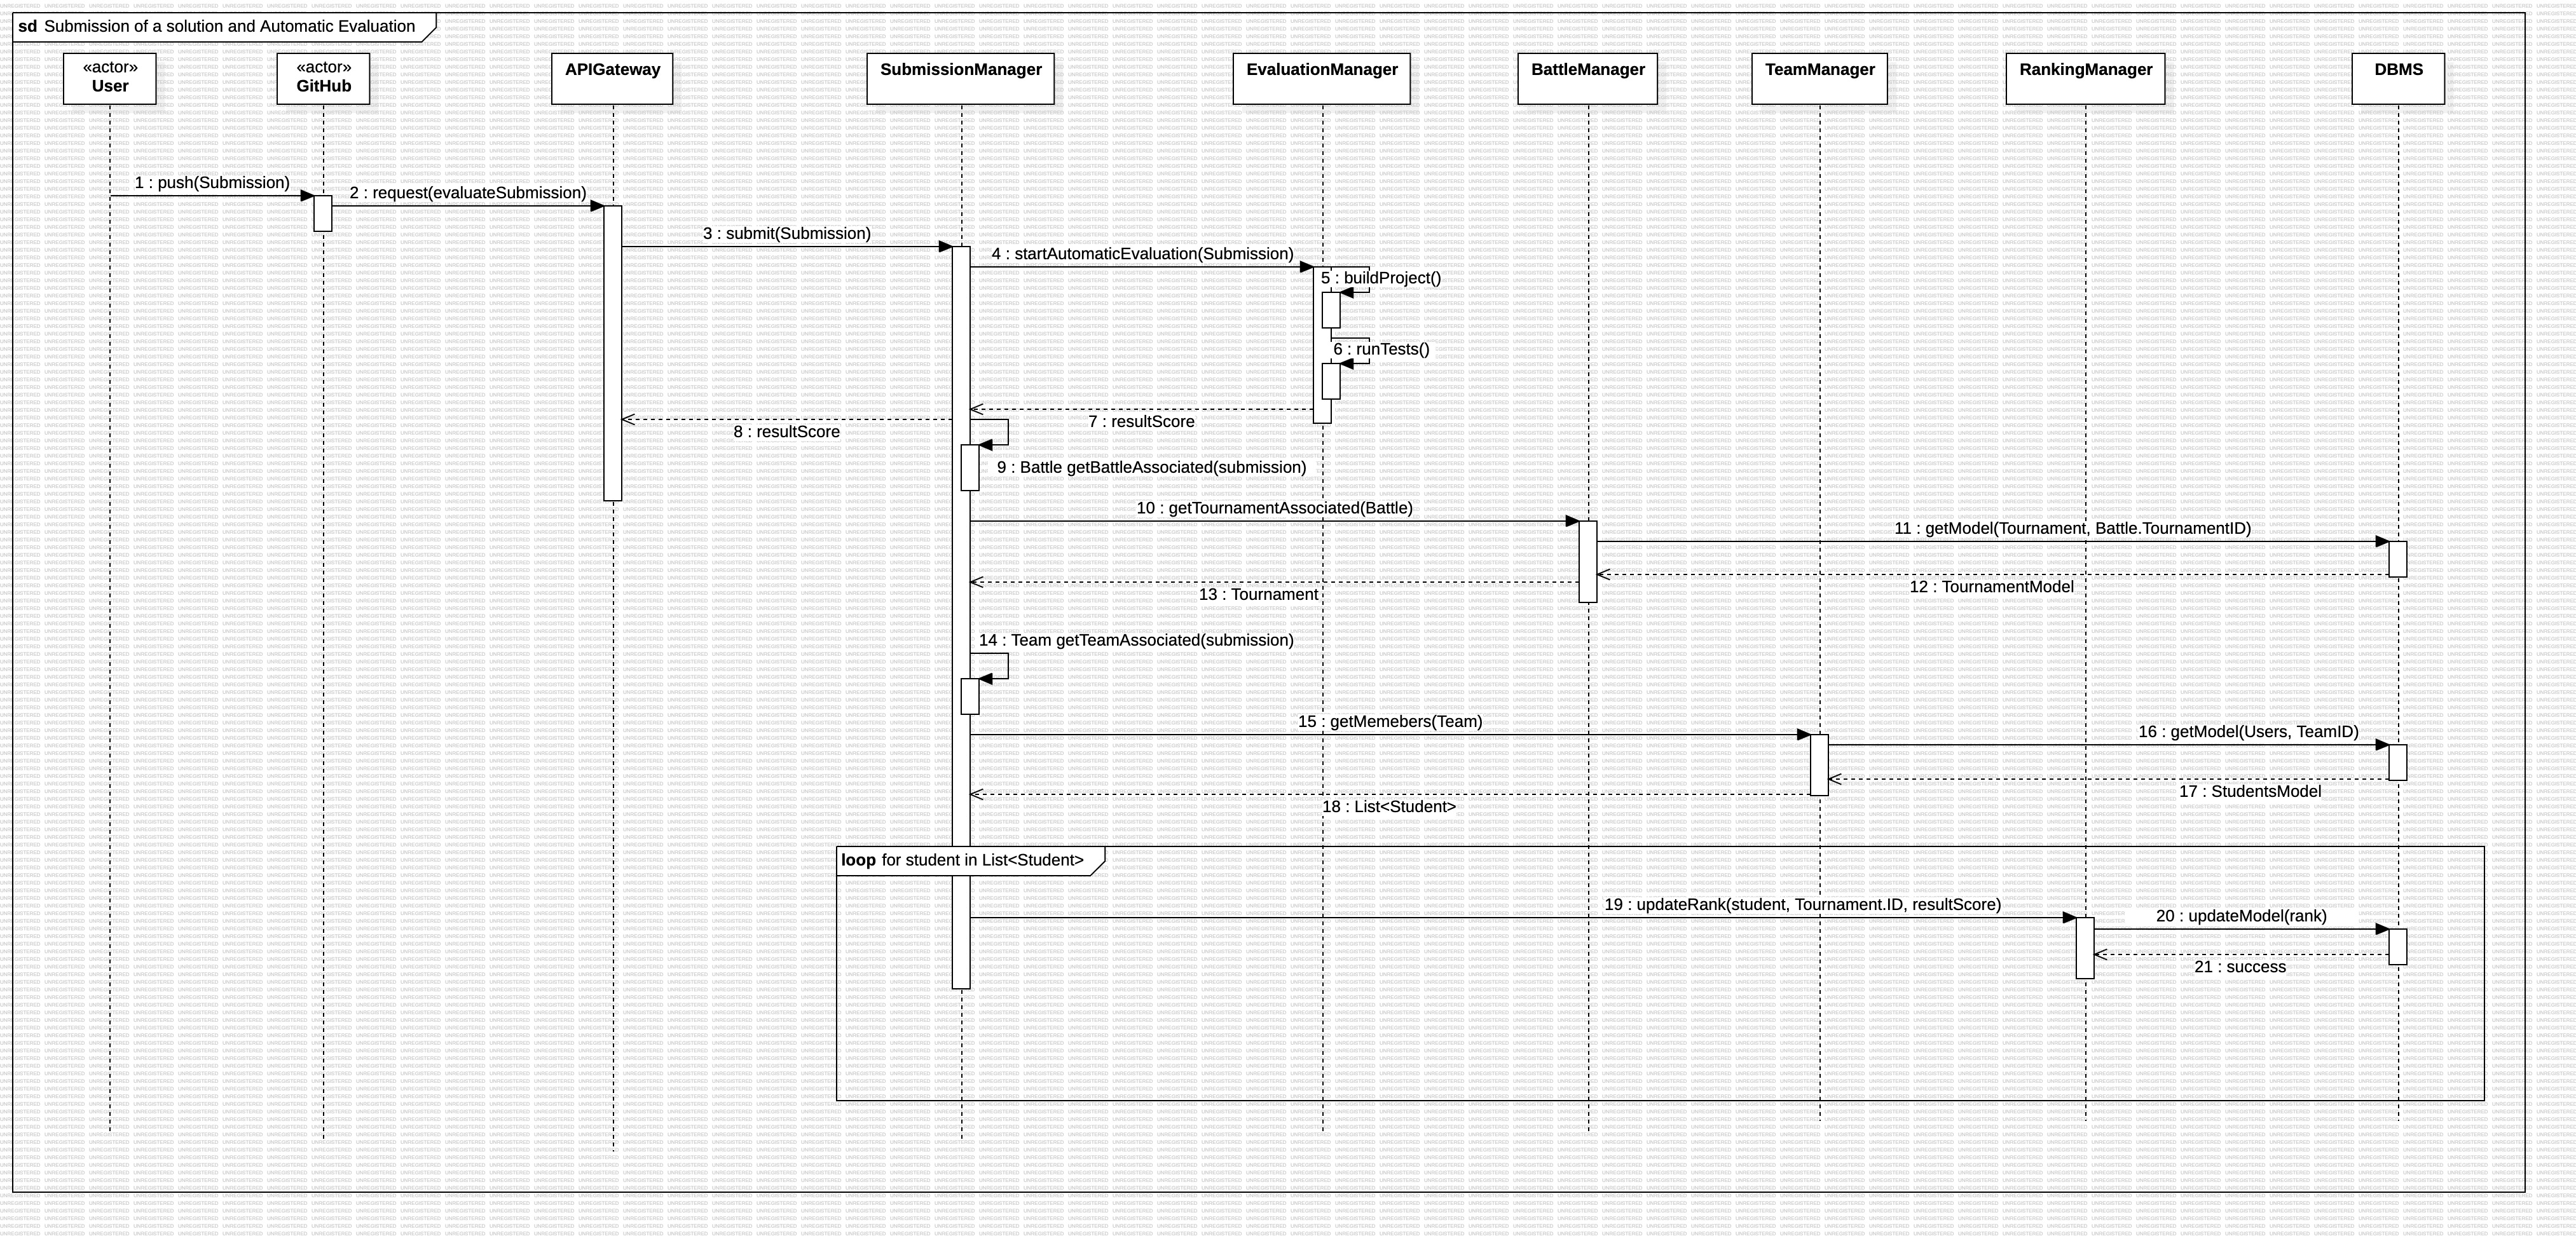 sd Submission of a solution and Automatic Evaluation
«actor»
User
«actor»
GitHub
APIGateway
SubmissionManager
EvaluationManager
BattleManager
TeamManager
RankingManager
DBMS
1 : push(Submission)
2 : request(evaluateSubmission)
3 : submit(Submission)
4 : startAutomaticEvaluation(Submission)
5 : buildProject()
6 : runTests()
7 : resultScore
8 : resultScore
9 : Battle getBattleAssociated(submission)
10 : getTournamentAssociated(Battle)
11 : getModel(Tournament, Battle.TournamentID)
12 : TournamentModel
13 : Tournament
14 : Team getTeamAssociated(submission)
15 : getMemebers(Team)
16 : getModel(Users, TeamID)
17 : StudentsModel
18 : List<Student>
loop for student in List<Student>
19 : updateRank(student, Tournament.ID, resultScore)
20 : updateModel(rank)
21 : success
UNREGISTERED